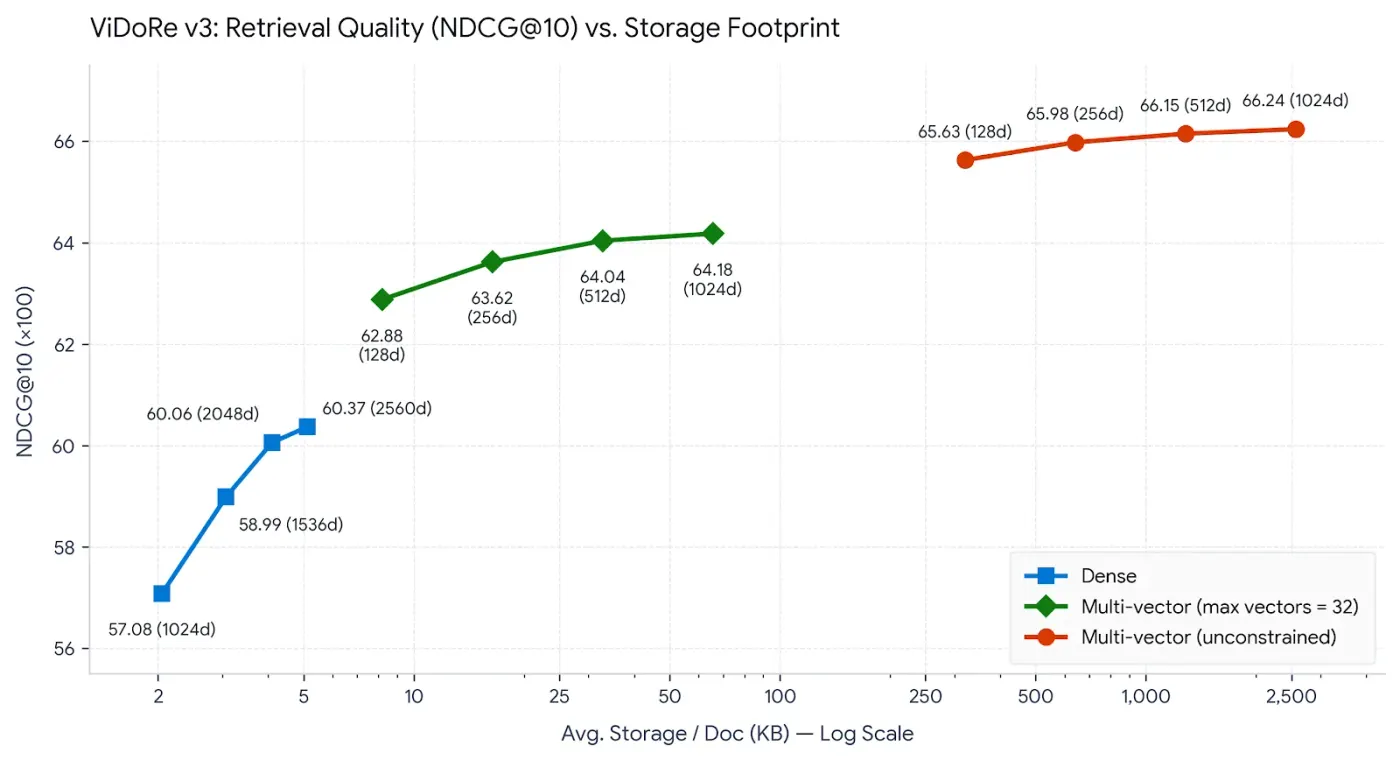 ViDoRe v3: Retrieval Quality (NDCG@10) vs. Storage Footprint
NDCG@10 (×100)
66
64
62
60
58
56
65.63 (128d)
65.98 (256d)
66.15 (512d)
66.24 (1024d)
62.88
(128d)
63.62
(256d)
64.04
(512d)
64.18
(1024d)
60.06 (2048d)
60.37 (2560d)
58.99 (1536d)
57.08 (1024d)
Dense
Multi-vector (max vectors = 32)
Multi-vector (unconstrained)
2
5
10
25
50
100
250
500
1,000
2,500
Avg. Storage / Doc (KB) — Log Scale